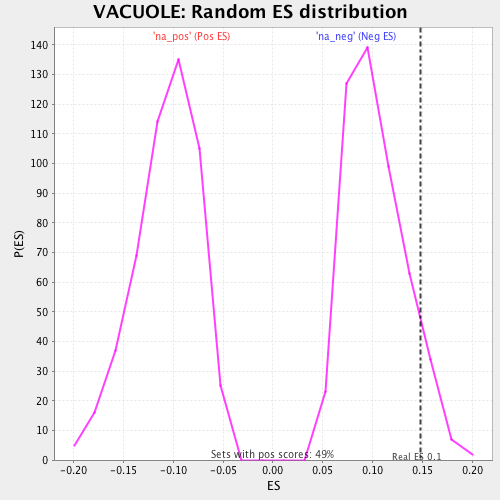 VACUOLE: Random ES distribution
'na_pos' (Pos ES) 'na_neg' (Neg ES)
140
130
120
110
100
90
80
70
60
50
40
30
20
10
0
P(ES)
Sets with pos scores: 49%
Real ES 0.1
-0.20 -0.15 -0.10 -0.05 0.00 0.05 0.10 0.15 0.20
ES